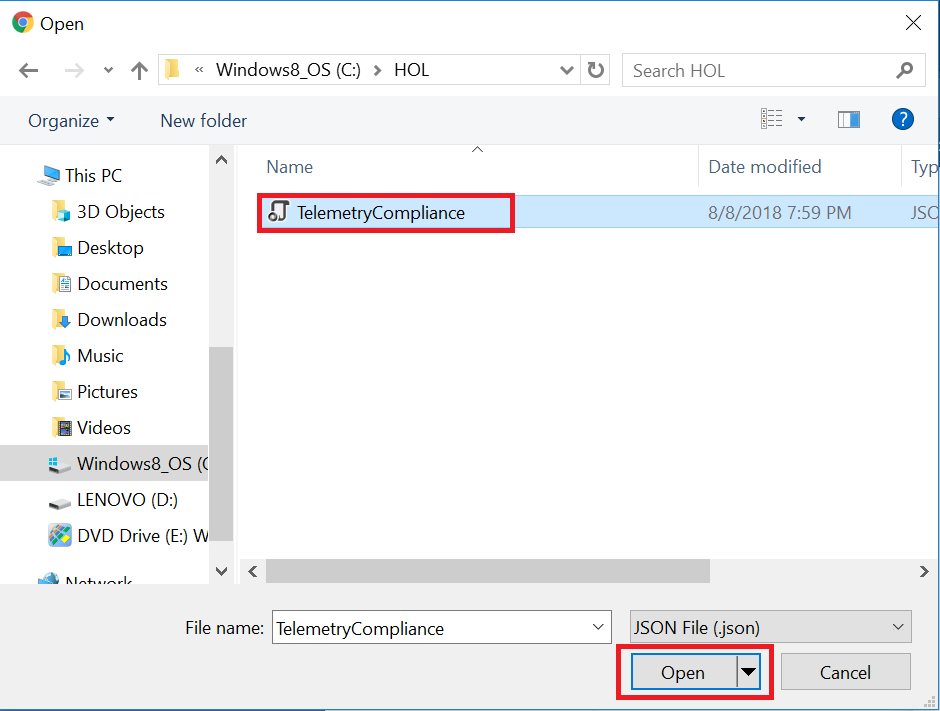 Open
« Windows8_OS (C:) > HOL
Search HOL
Organize
New folder
?
Name
Date modified
Typ
TelemetryCompliance
8/8/2018 7:59 PM
JSO
This PC
3D Objects
Desktop
Documents
Downloads
Music
Pictures
Videos
Windows8_OS (C
LENOVO (D:)
DVD Drive (E:) W
Network
File name:
TelemetryCompliance
JSON File (.json)
Open
Cancel